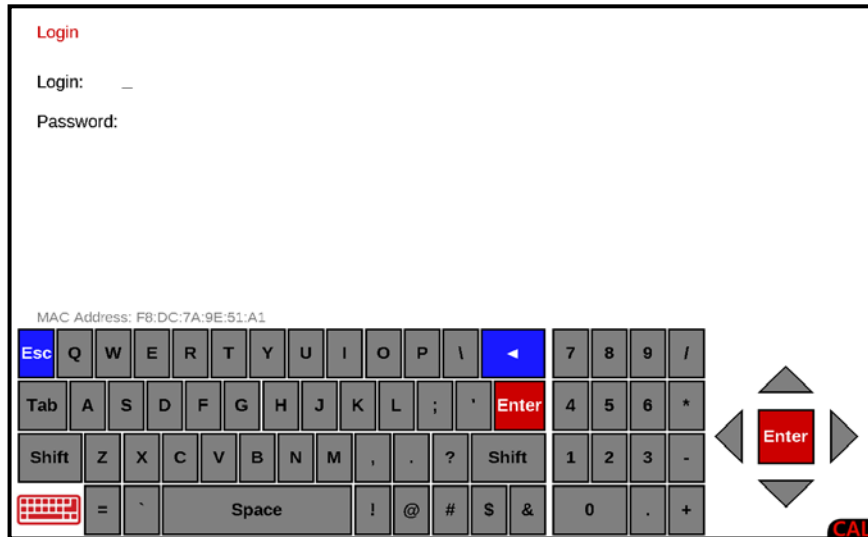 Login
Login: _
Password:
MAC Address: F8:DC:7A:9E:51:A1
Esc Q W E R T Y U I O P \ ◄ 7 8 9 /
Tab A S D F G H J K L ; ' Enter 4 5 6 *
Enter
Shift Z X C V B N M , . ? Shift 1 2 3 -
= ` Space ! @ # $ & 0 . +
CAL